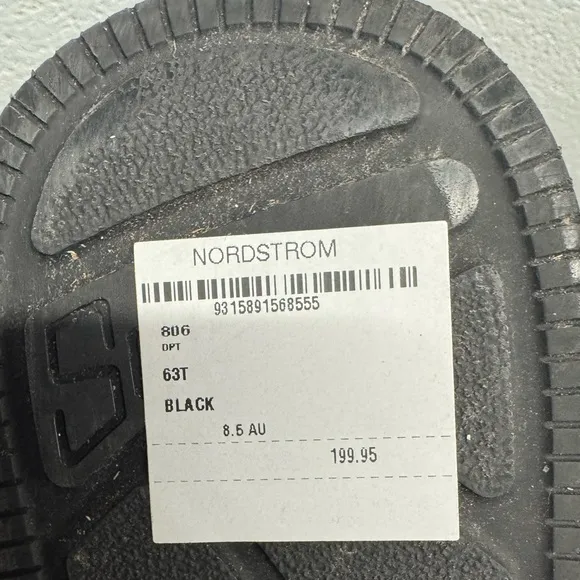 NORDSTROM
9315891568555
806
DPT
63T
BLACK
8.5 AU
199.95